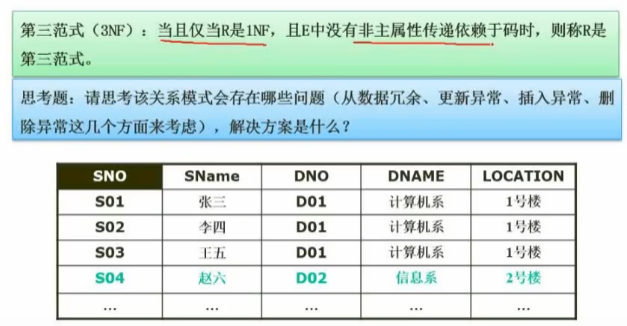 第三范式（3NF）：当且仅当R是1NF，且E中没有非主属性传递依赖于码时，则称R是
第三范式。
思考题：请思考该关系模式会存在哪些问题（从数据冗余、更新异常、插入异常、删
除异常这几个方面来考虑），解决方案是什么？
SNO SName DNO DNAME LOCATION
S01 张三 D01 计算机系 1号楼
S02 李四 D01 计算机系 1号楼
S03 王五 D01 计算机系 1号楼
S04 赵六 D02 信息系 2号楼
… … … … …